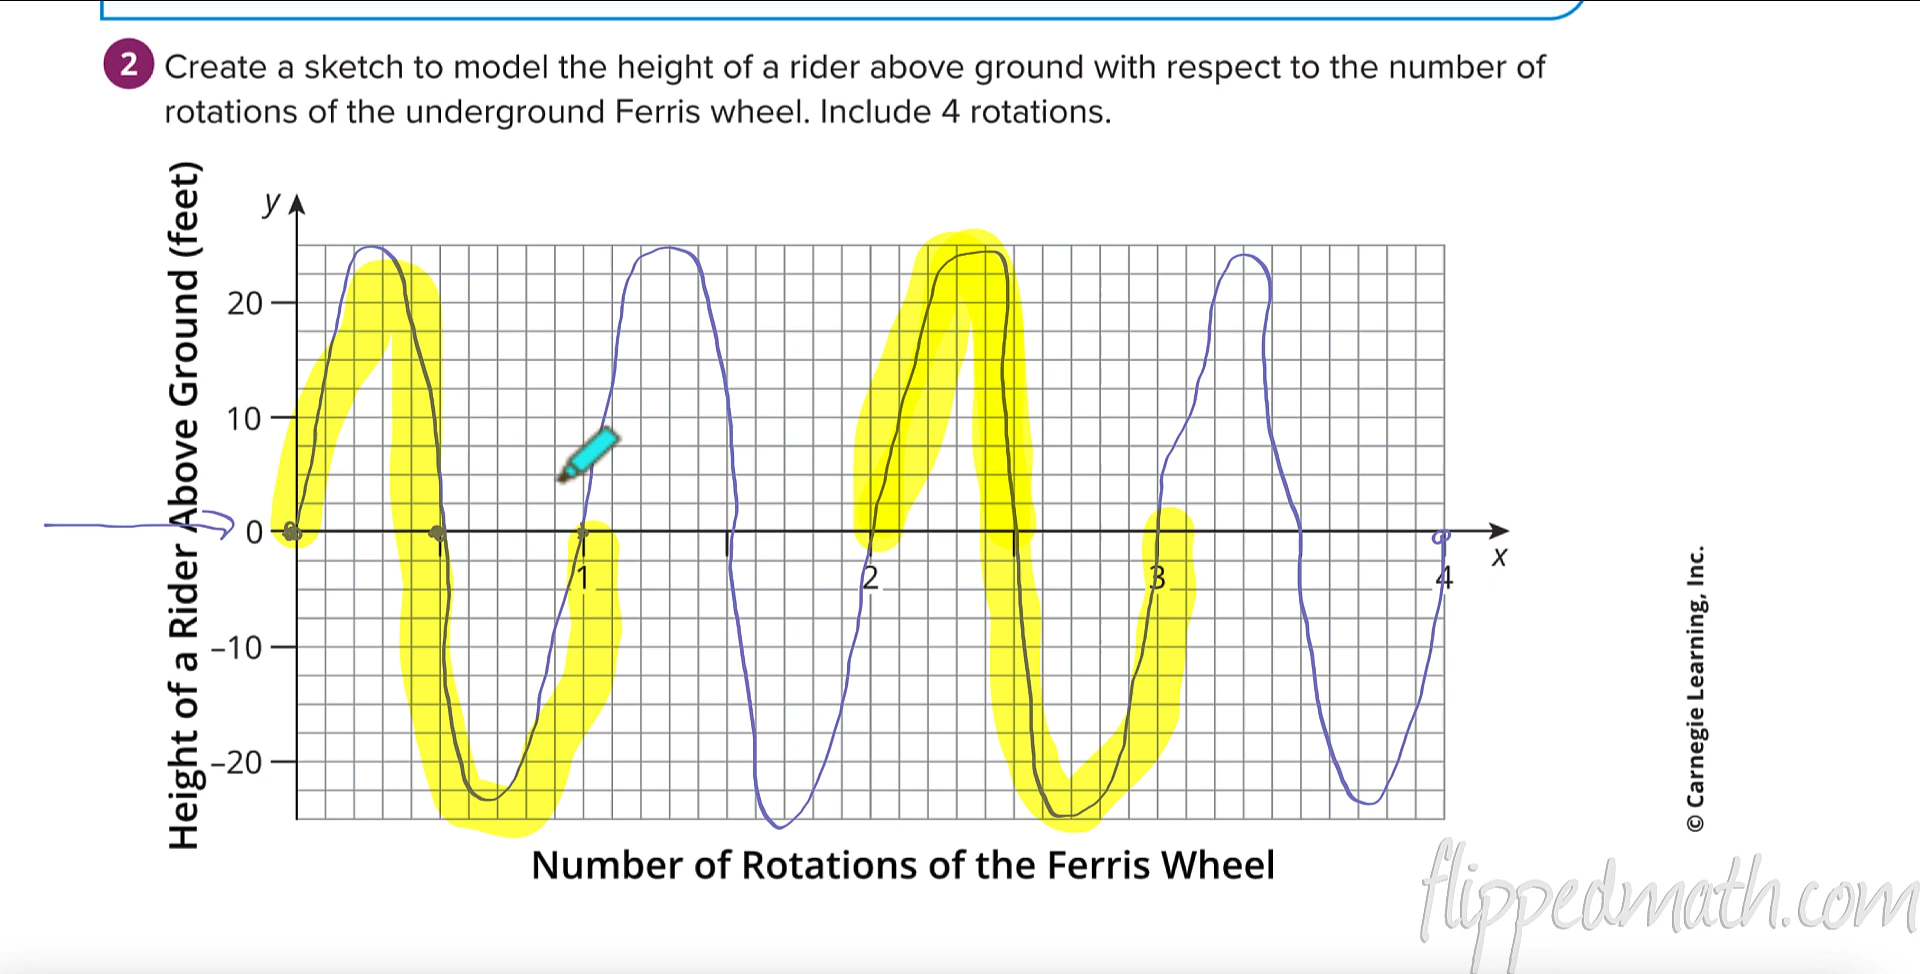 2 Create a sketch to model the height of a rider above ground with respect to the number of
rotations of the underground Ferris wheel. Include 4 rotations.
Height of a Rider Above Ground (feet)
y
20
10
0
−10
−20
1
2
3
4
x
Number of Rotations of the Ferris Wheel
© Carnegie Learning, Inc.
flippedmath.com